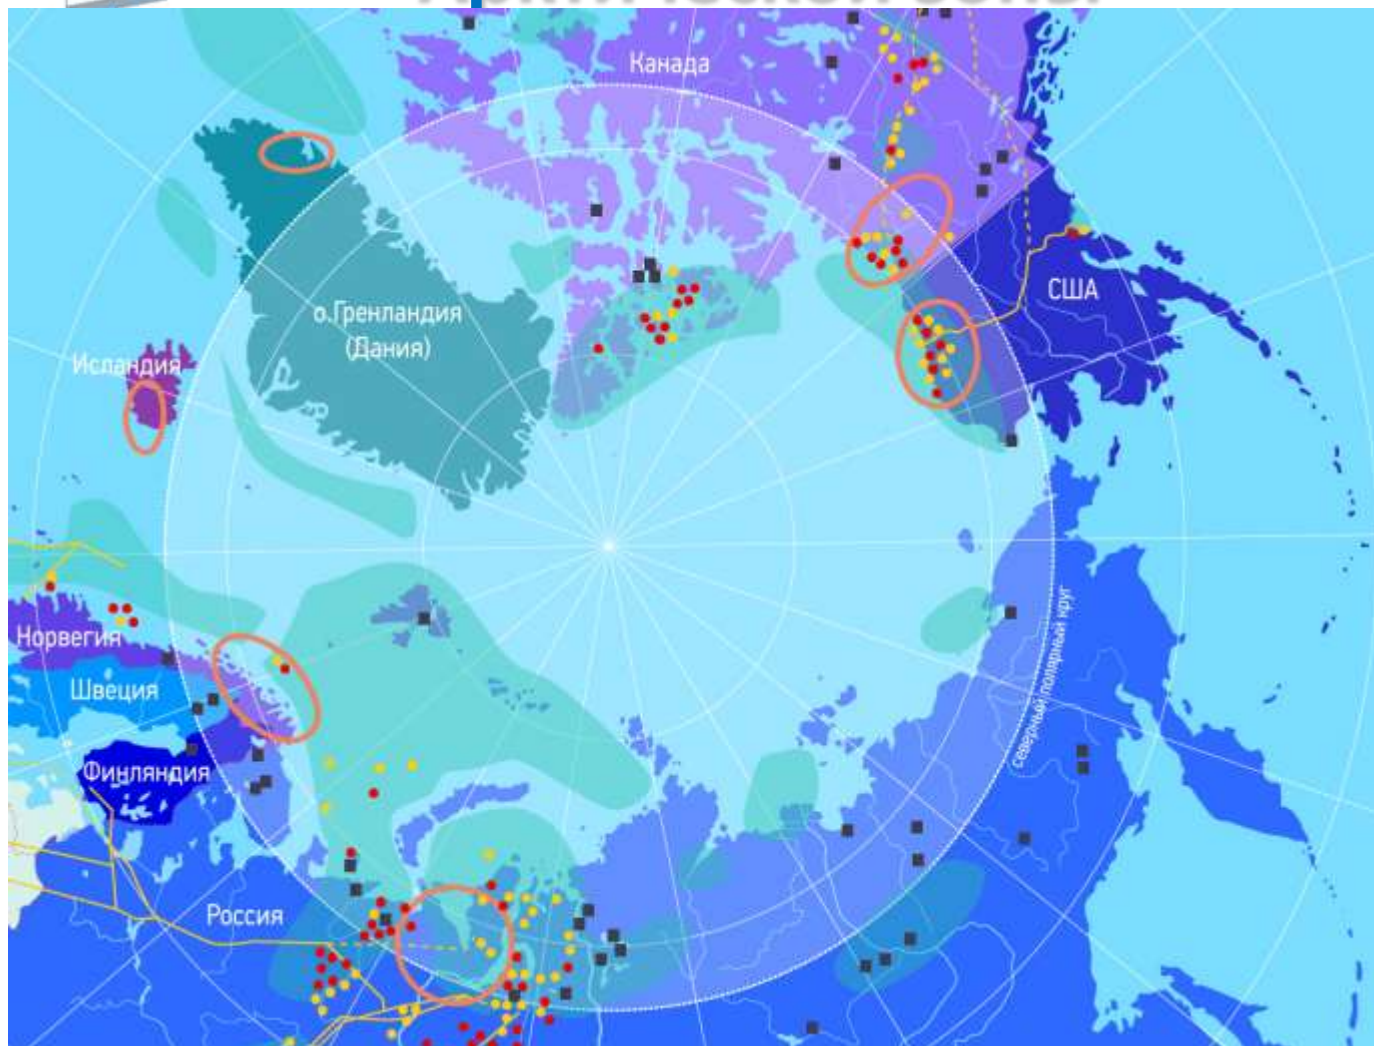 Канада
США
о.Гренландия
(Дания)
Исландия
Норвегия
Швеция
Финляндия
Россия
северный полярный круг